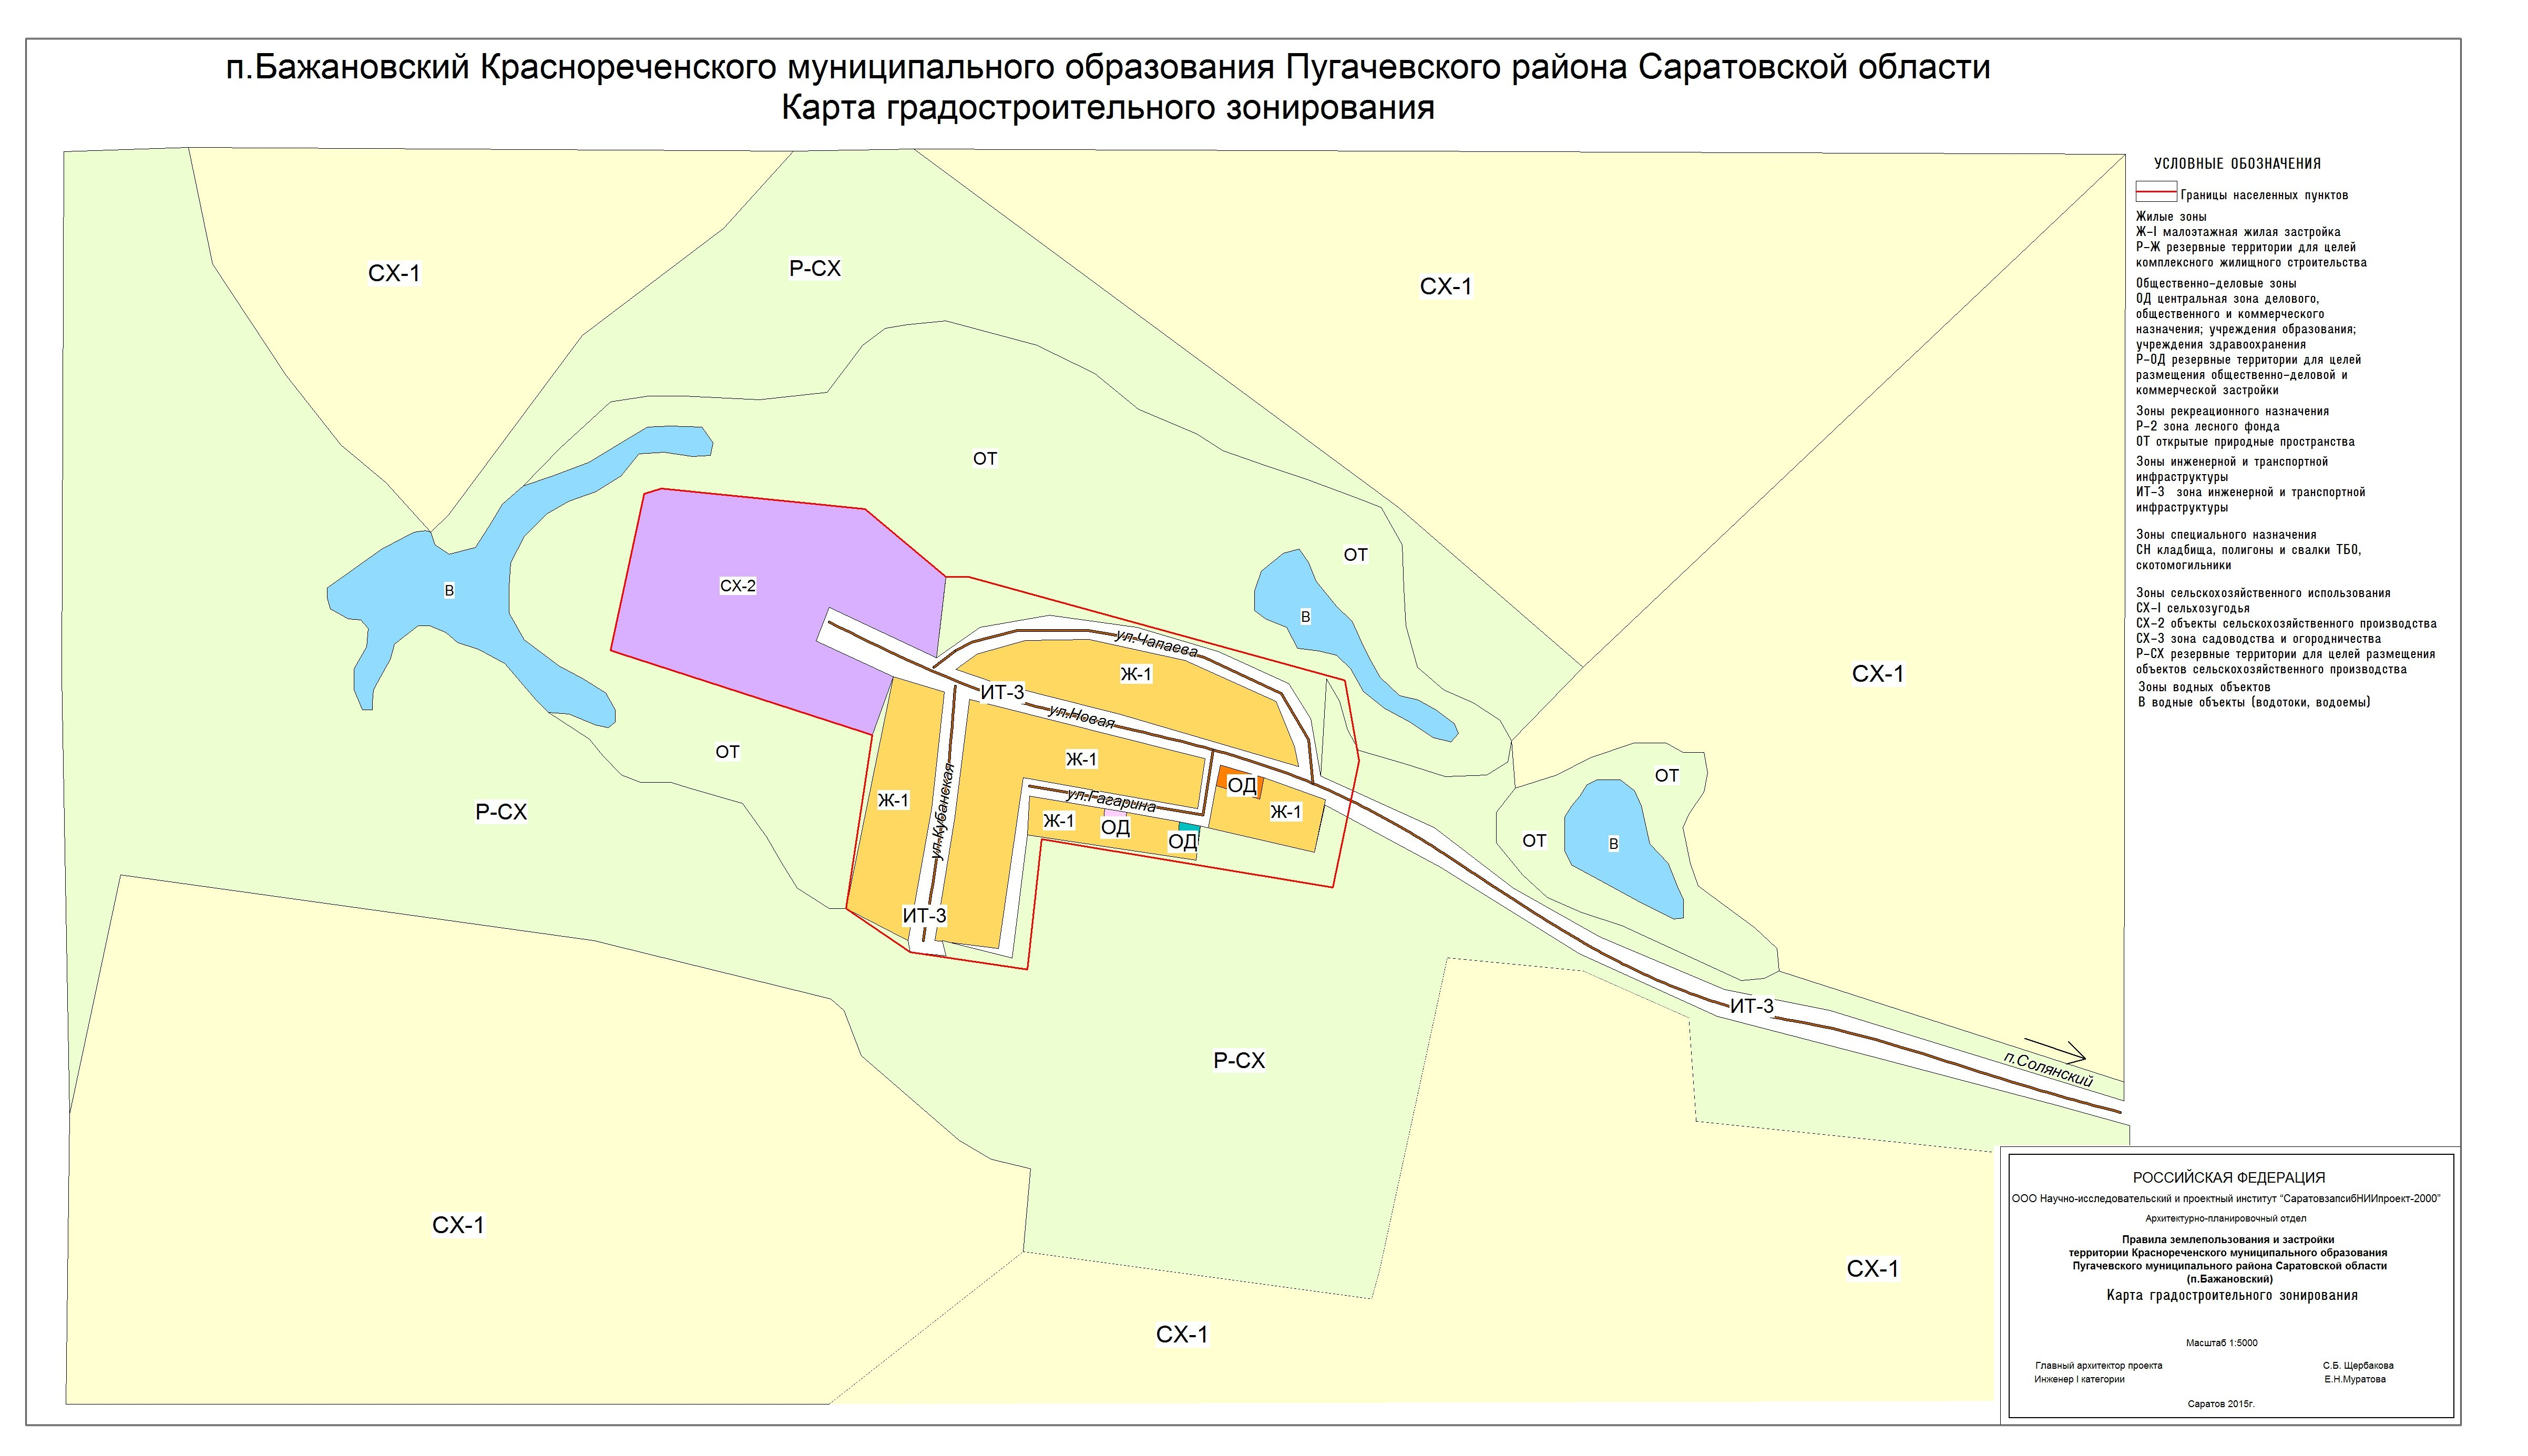 п.Бажановский Краснореченского муниципального образования Пугачевского района Саратовской области
Карта градостроительного зонирования
УСЛОВНЫЕ ОБОЗНАЧЕНИЯ
Границы населенных пунктов
Жилые зоны
Ж-I малоэтажная жилая застройка
Р-Ж резервные территории для целей
комплексного жилищного строительства
Общественно-деловые зоны
ОД центральная зона делового,
общественного и коммерческого
назначения; учреждения образования;
учреждения здравоохранения
Р-ОД резервные территории для целей
размещения общественно-деловой и
коммерческой застройки
Зоны рекреационного назначения
Р-2 зона лесного фонда
ОТ открытые природные пространства
Зоны инженерной и транспортной
инфраструктуры
ИТ-3 зона инженерной и транспортной
инфраструктуры
Зоны специального назначения
СН кладбища, полигоны и свалки ТБО,
скотомогильники
Зоны сельскохозяйственного использования
СХ-I сельхозугодья
СХ-2 объекты сельскохозяйственного производства
СХ-3 зона садоводства и огородничества
Р-СХ резервные территории для целей размещения
объектов сельскохозяйственного производства
Зоны водных объектов
В водные объекты (водотоки, водоемы)
СХ-1
Р-СХ
СХ-1
ОТ
ОТ
СХ-2
В
В
ул.Чапаева
Ж-1
СХ-1
ИТ-3
ул.Новая
ОТ
Ж-1
ОТ
ОД
Ж-1
ул.Кубанская
ул.Гагарина
Р-СХ
Ж-1
Ж-1
ОД
ОД
ОТ
В
ИТ-3
ИТ-3
Р-СХ
п.Солянский
СХ-1
СХ-1
СХ-1
РОССИЙСКАЯ ФЕДЕРАЦИЯ
ООО Научно-исследовательский и проектный институт "СаратовзапсибНИИпроект-2000"
Архитектурно-планировочный отдел
Правила землепользования и застройки
территории Краснореченского муниципального образования
Пугачевского муниципального района Саратовской области
(п.Бажановский)
Карта градостроительного зонирования
Масштаб 1:5000
Главный архитектор проекта С.Б. Щербакова
Инженер I категории Е.Н.Муратова
Саратов 2015г.